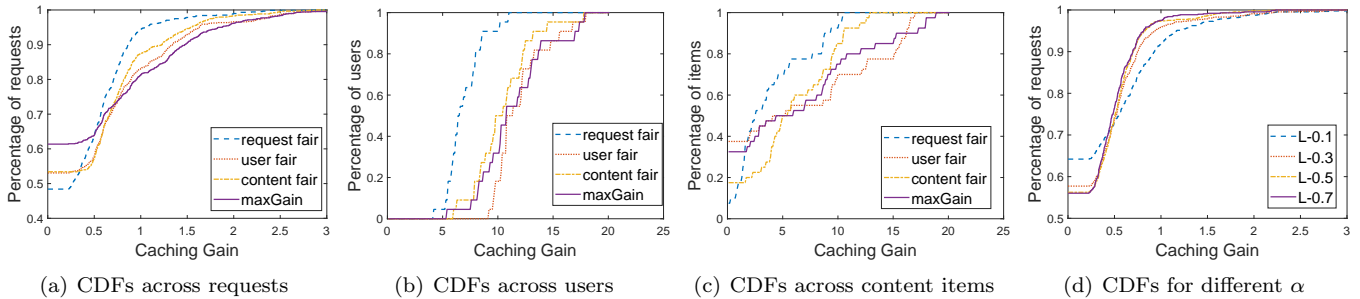 Percentage of requests
1
0.9
0.8
0.7
0.6
0.5
0.4
0 0.5 1 1.5 2 2.5 3
Caching Gain
request fair
user fair
content fair
maxGain
(a) CDFs across requests
Percentage of users
1
0.8
0.6
0.4
0.2
0
0 5 10 15 20 25
Caching Gain
request fair
user fair
content fair
maxGain
(b) CDFs across users
Percentage of items
1
0.8
0.6
0.4
0.2
0
0 5 10 15 20 25
Caching Gain
request fair
user fair
content fair
maxGain
(c) CDFs across content items
Percentage of requests
1
0.9
0.8
0.7
0.6
0.5
0 0.5 1 1.5 2 2.5 3
Caching Gain
L-0.1
L-0.3
L-0.5
L-0.7
(d) CDFs for different α